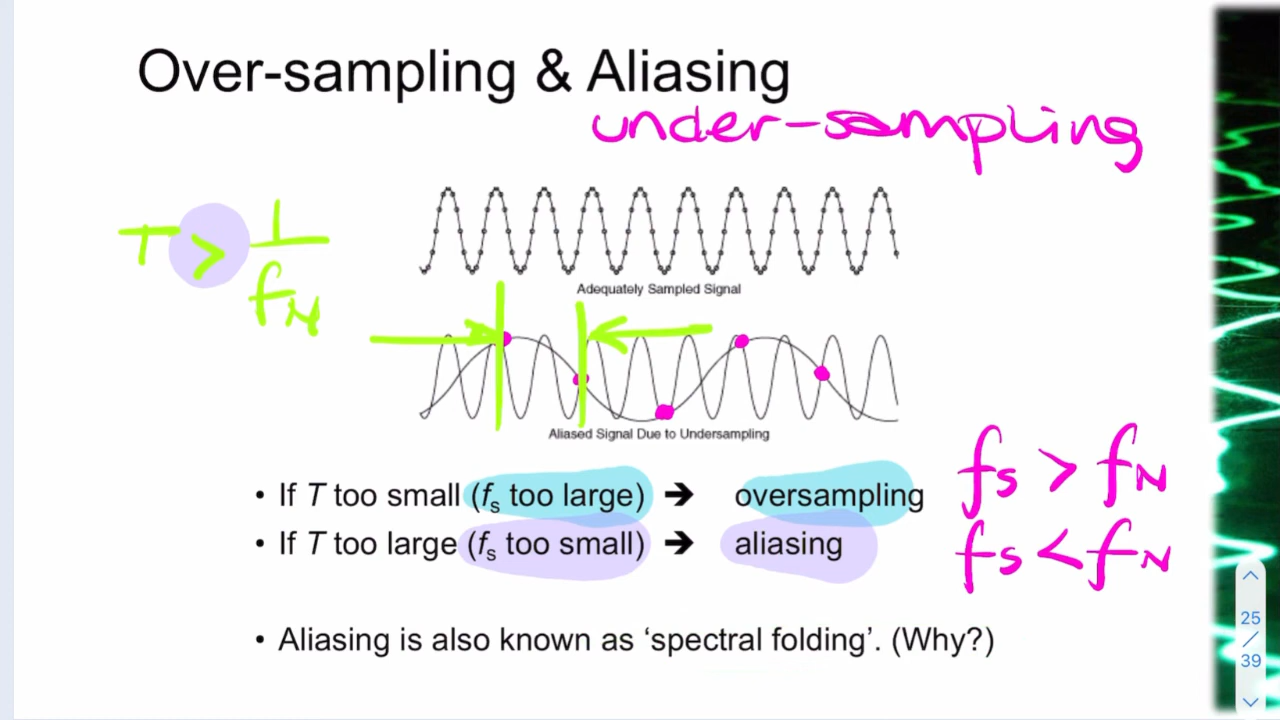 Over-sampling & Aliasing
under-sampling
T > 1/fN
Adequately Sampled Signal
Aliased Signal Due to Undersampling
• If T too small (fs too large) ➔ oversampling fs > fN
• If T too large (fs too small) ➔ aliasing fs < fN
• Aliasing is also known as ‘spectral folding’. (Why?)
25
/
39